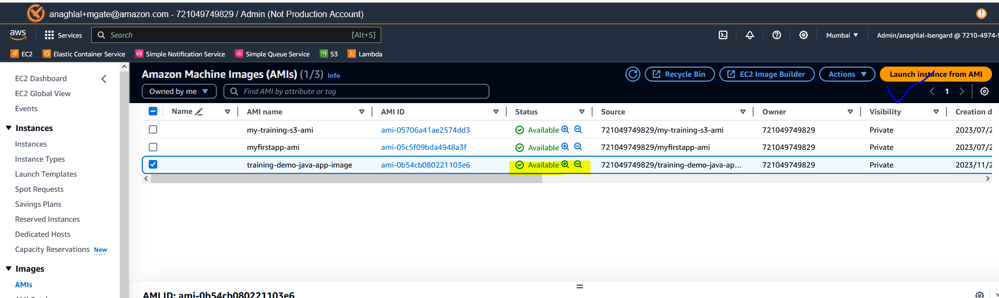 anaghlal+mgate@amazon.com - 721049749829 / Admin (Not Production Account)
aws Services Search [Alt+S] Mumbai Admin/anaghlal-Isengard @ 7210-4974-9
EC2 Elastic Container Service Simple Notification Service Simple Queue Service S3 Lambda
EC2 Dashboard
EC2 Global View
Events
Instances
Instances
Instance Types
Launch Templates
Spot Requests
Savings Plans
Reserved Instances
Dedicated Hosts
Capacity Reservations New
Images
AMIs
Amazon Machine Images (AMIs) (1/3) Info Recycle Bin EC2 Image Builder Actions Launch instance from AMI
Owned by me Find AMI by attribute or tag 1
Name AMI name AMI ID Status Source Owner Visibility Creation d
my-training-s3-ami ami-05706a41ae2574dd3 Available 721049749829/my-training-s3-ami 721049749829 Private 2023/07/2
myfirstapp-ami ami-05c5f09bda4948a3f Available 721049749829/myfirstapp-ami 721049749829 Private 2023/07/2
training-demo-java-app-image ami-0b54cb080221103e6 Available 721049749829/training-demo-java-ap... 721049749829 Private 2023/11/2
AMI ID: ami-0b54cb080221103e6